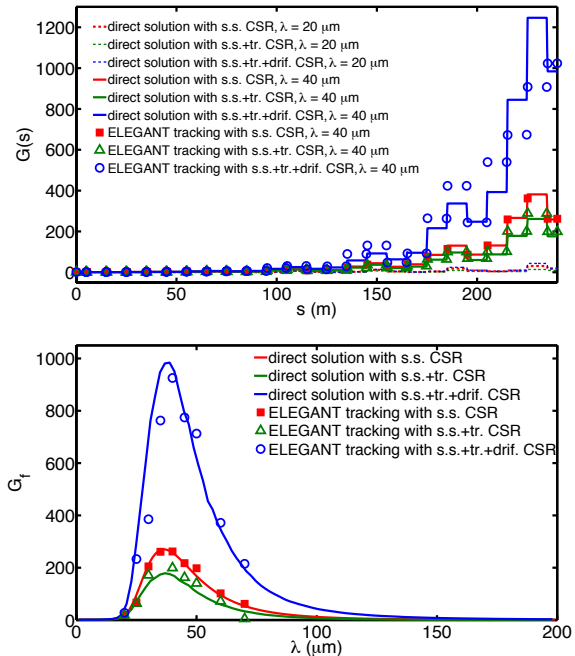 1200
1000
800
600
400
200
0
G(s)
direct solution with s.s. CSR, λ = 20 μm
direct solution with s.s.+tr. CSR, λ = 20 μm
direct solution with s.s.+tr.+drif. CSR, λ = 20 μm
direct solution with s.s. CSR, λ = 40 μm
direct solution with s.s.+tr. CSR, λ = 40 μm
direct solution with s.s.+tr.+drif. CSR, λ = 40 μm
ELEGANT tracking with s.s. CSR, λ = 40 μm
ELEGANT tracking with s.s.+tr. CSR, λ = 40 μm
ELEGANT tracking with s.s.+tr.+drif. CSR, λ = 40 μm
0 50 100 150 200
s (m)
1000
800
600
400
200
0
G_f
direct solution with s.s. CSR
direct solution with s.s.+tr. CSR
direct solution with s.s.+tr.+drif. CSR
ELEGANT tracking with s.s. CSR
ELEGANT tracking with s.s.+tr. CSR
ELEGANT tracking with s.s.+tr.+drif. CSR
0 50 100 150 200
λ (μm)